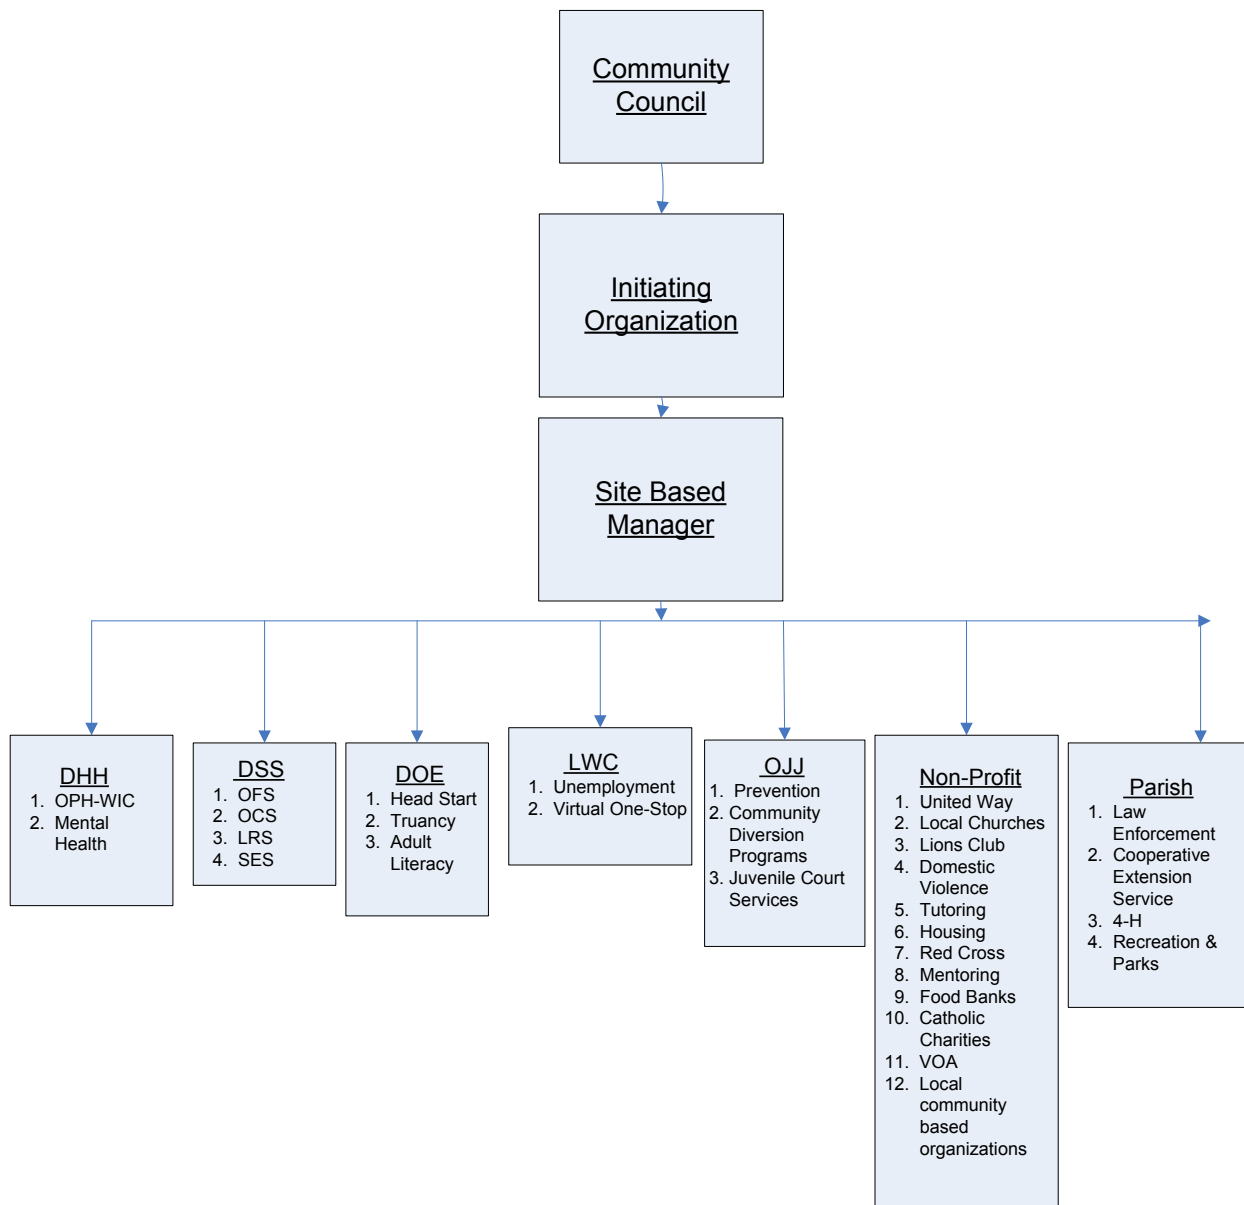 Community
Council
Initiating
Organization
Site Based
Manager
DHH
1. OPH-WIC
2. Mental
Health
DSS
1. OFS
2. OCS
3. LRS
4. SES
DOE
1. Head Start
2. Truancy
3. Adult
Literacy
LWC
1. Unemployment
2. Virtual One-Stop
OJJ
1. Prevention
2. Community
Diversion
Programs
3. Juvenile Court
Services
Non-Profit
1. United Way
2. Local Churches
3. Lions Club
4. Domestic
Violence
5. Tutoring
6. Housing
7. Red Cross
8. Mentoring
9. Food Banks
10. Catholic
Charities
11. VOA
12. Local
community
based
organizations
Parish
1. Law
Enforcement
2. Cooperative
Extension
Service
3. 4-H
4. Recreation &
Parks